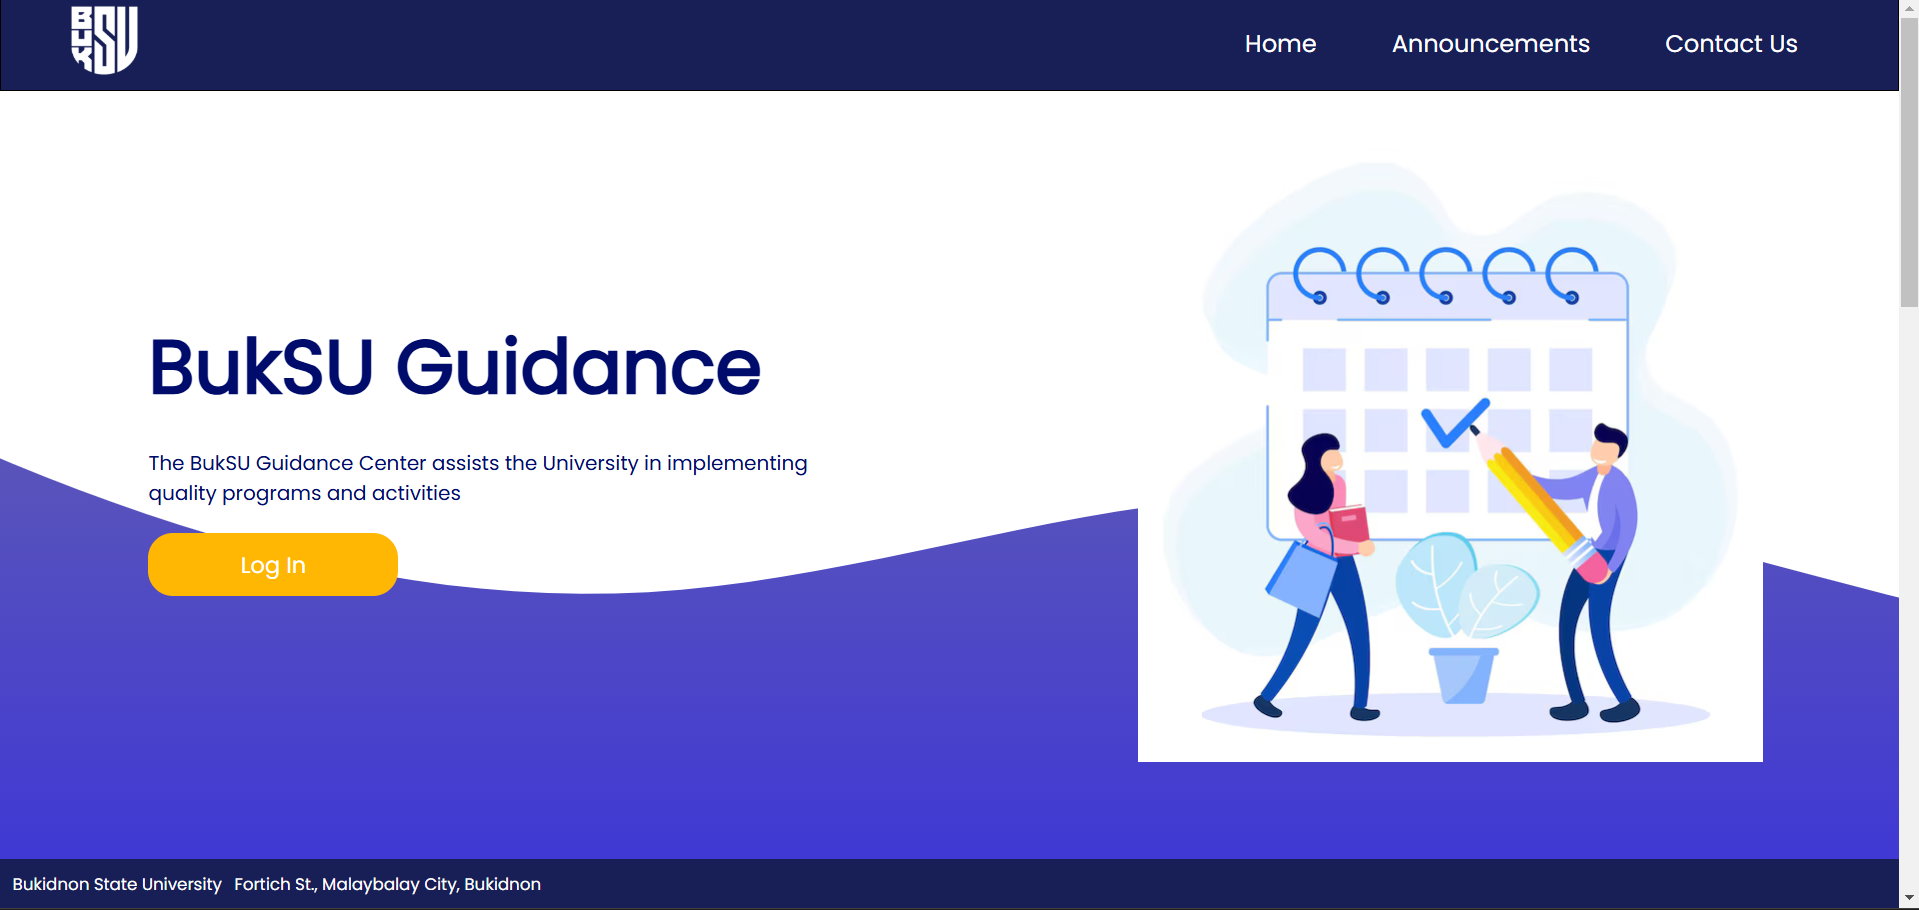 BUKSU
Home Announcements Contact Us
BukSU Guidance
The BukSU Guidance Center assists the University in implementing
quality programs and activities
Log In
Bukidnon State University Fortich St., Malaybalay City, Bukidnon